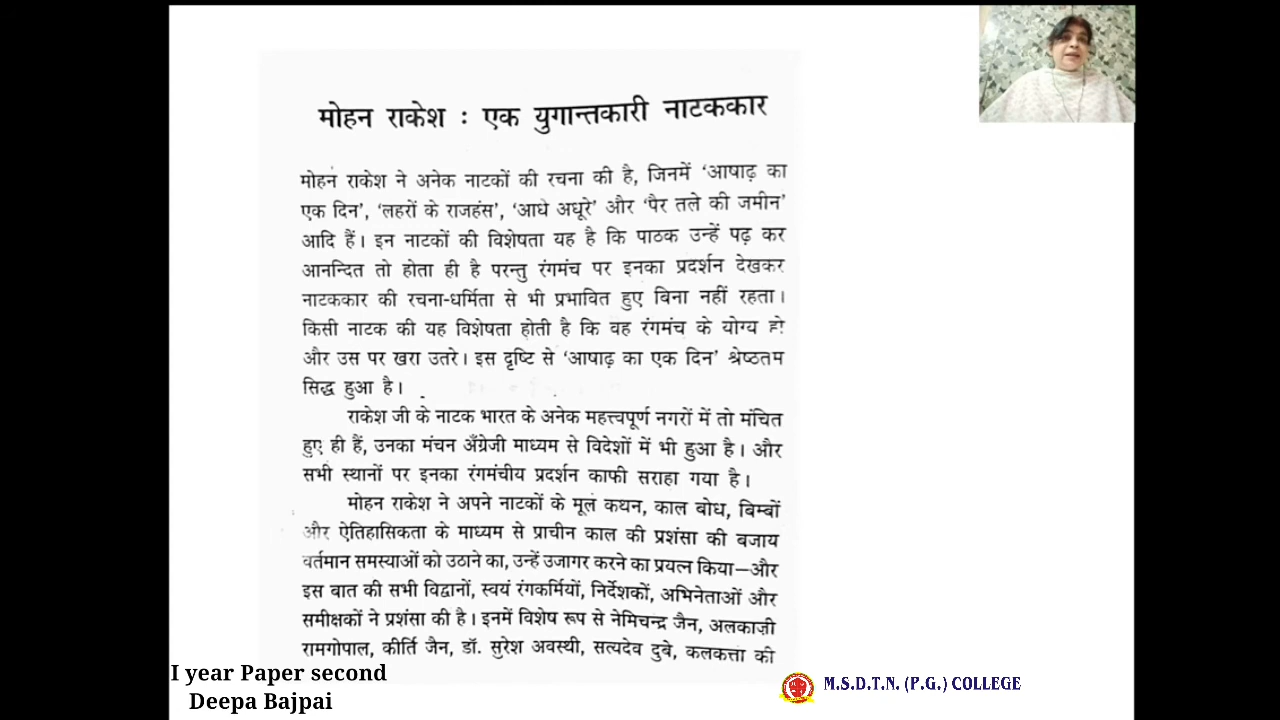 मोहन राकेश : एक युगान्तकारी नाटककार
मोहन राकेश ने अनेक नाटकों की रचना की है, जिनमें ‘आषाढ़ का
एक दिन’, ‘लहरों के राजहंस’, ‘आधे अधूरे’ और ‘पैर तले की जमीन’
आदि हैं। इन नाटकों की विशेषता यह है कि पाठक उन्हें पढ़ कर
आनन्दित तो होता ही है परन्तु रंगमंच पर इनका प्रदर्शन देखकर
नाटककार की रचना-धर्मिता से भी प्रभावित हुए बिना नहीं रहता।
किसी नाटक की यह विशेषता होती है कि वह रंगमंच के योग्य हो
और उस पर खरा उतरे। इस दृष्टि से ‘आषाढ़ का एक दिन’ श्रेष्ठतम
सिद्ध हुआ है।
राकेश जी के नाटक भारत के अनेक महत्त्वपूर्ण नगरों में तो मंचित
हुए ही हैं, उनका मंचन अँग्रेजी माध्यम से विदेशों में भी हुआ है। और
सभी स्थानों पर इनका रंगमंचीय प्रदर्शन काफी सराहा गया है।
मोहन राकेश ने अपने नाटकों के मूल कथन, काल बोध, बिम्बों
और ऐतिहासिकता के माध्यम से प्राचीन काल की प्रशंसा की बजाय
वर्तमान समस्याओं को उठाने का, उन्हें उजागर करने का प्रयत्न किया—और
इस बात की सभी विद्वानों, स्वयं रंगकर्मियों, निर्देशकों, अभिनेताओं और
समीक्षकों ने प्रशंसा की है। इनमें विशेष रूप से नेमिचन्द्र जैन, अलकाज़ी
रामगोपाल, कीर्ति जैन, डॉ. सुरेश अवस्थी, सत्यदेव दुबे, कलकत्ता की
I year Paper second
Deepa Bajpai
M.S.D.T.N. (P.G.) COLLEGE